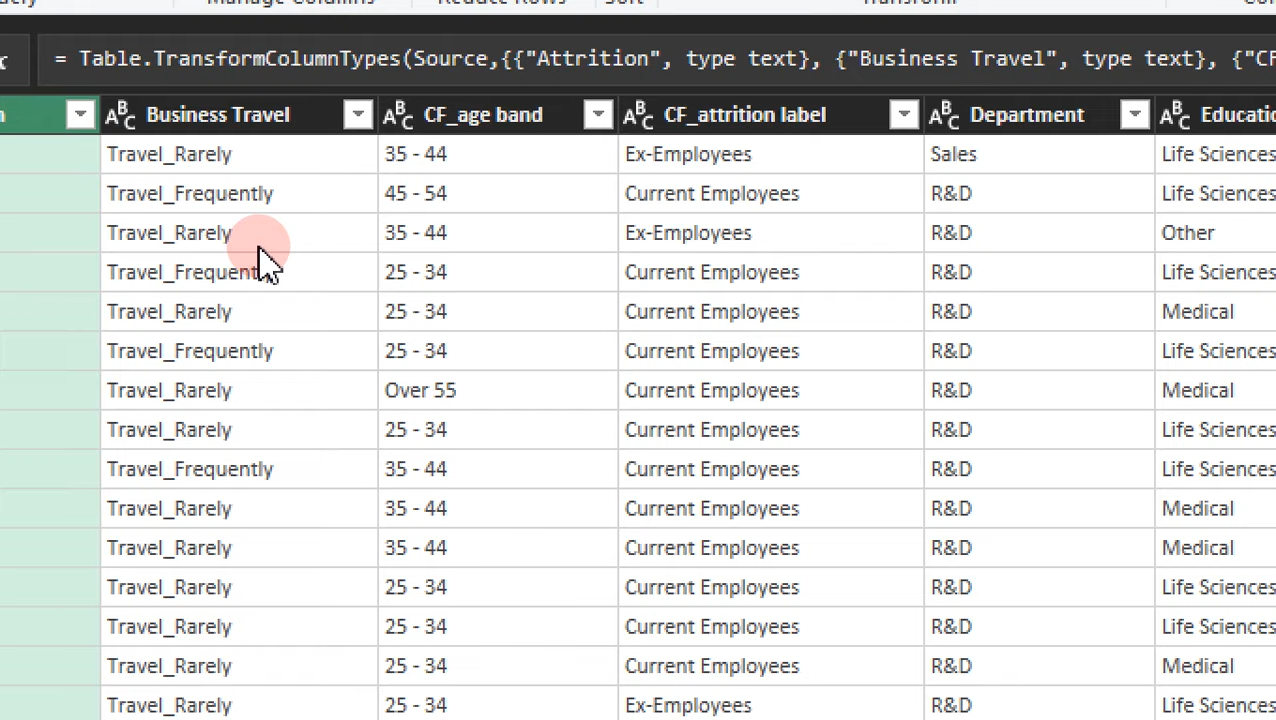 = Table.TransformColumnTypes(Source,{{"Attrition", type text}, {"Business Travel", type text}, {"CF
Business Travel CF_age band CF_attrition label Department Educatio
Travel_Rarely 35 - 44 Ex-Employees Sales Life Sciences
Travel_Frequently 45 - 54 Current Employees R&D Life Sciences
Travel_Rarely 35 - 44 Ex-Employees R&D Other
Travel_Frequently 25 - 34 Current Employees R&D Life Sciences
Travel_Rarely 25 - 34 Current Employees R&D Medical
Travel_Frequently 25 - 34 Current Employees R&D Life Sciences
Travel_Rarely Over 55 Current Employees R&D Medical
Travel_Rarely 25 - 34 Current Employees R&D Life Sciences
Travel_Frequently 35 - 44 Current Employees R&D Life Sciences
Travel_Rarely 35 - 44 Current Employees R&D Medical
Travel_Rarely 35 - 44 Current Employees R&D Medical
Travel_Rarely 25 - 34 Current Employees R&D Life Sciences
Travel_Rarely 25 - 34 Current Employees R&D Life Sciences
Travel_Rarely 25 - 34 Current Employees R&D Medical
Travel_Rarely 25 - 34 Ex-Employees R&D Life Sciences